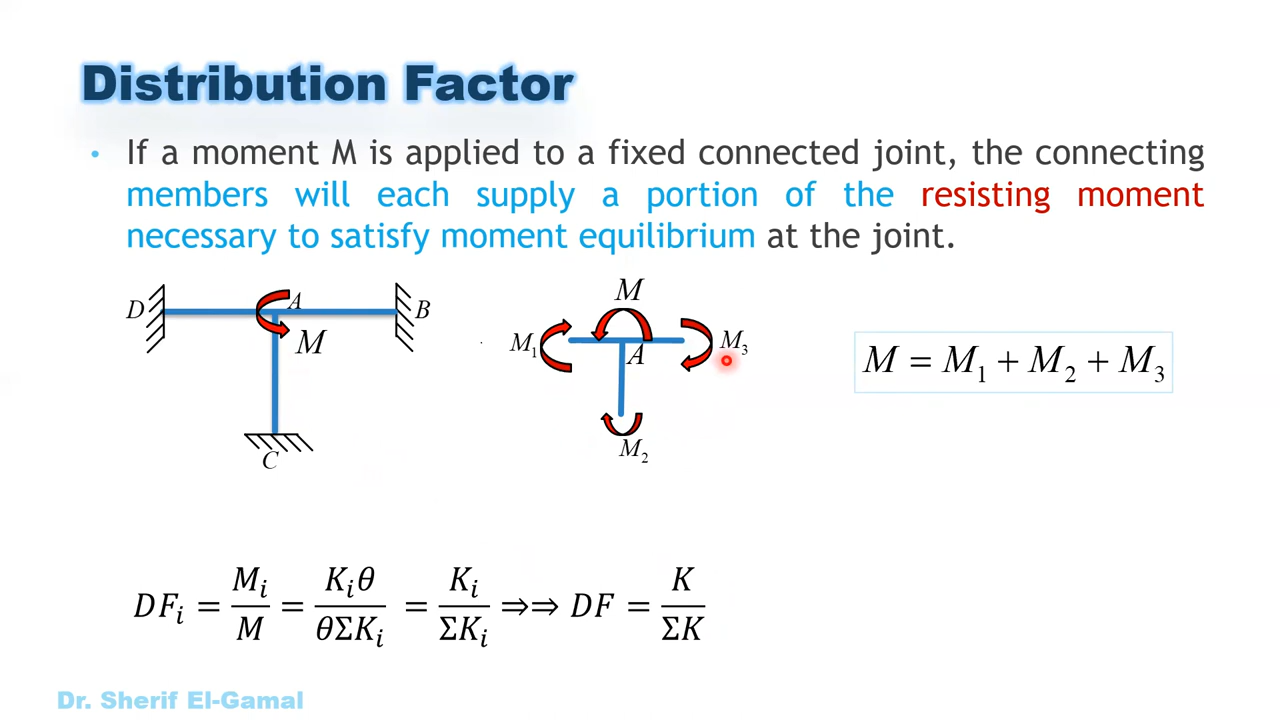 Distribution Factor
• If a moment M is applied to a fixed connected joint, the connecting
members will each supply a portion of the resisting moment
necessary to satisfy moment equilibrium at the joint.
D A B
M
C
M
M₁ A M₃
M₂
M = M₁ + M₂ + M₃
DFᵢ = Mᵢ/M = Kᵢθ/θΣKᵢ = Kᵢ/ΣKᵢ ⇒⇒ DF = K/ΣK
Dr. Sherif El-Gamal